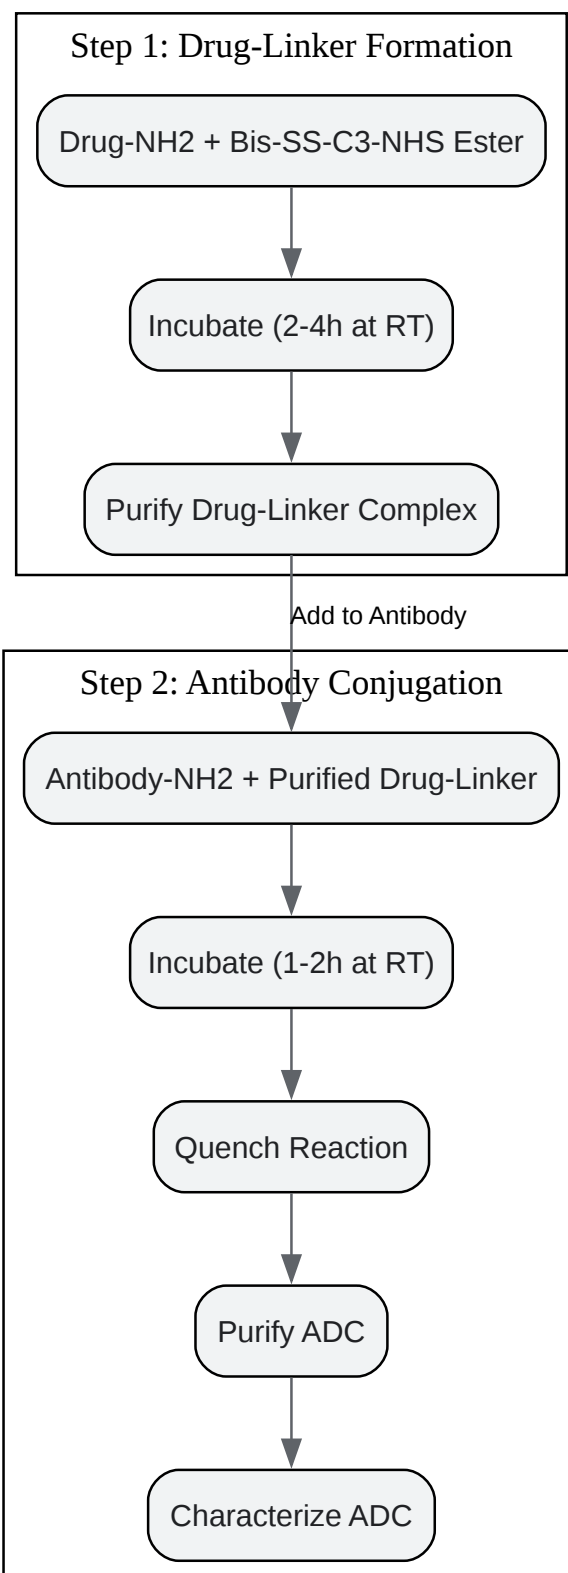 Step 1: Drug-Linker Formation
Drug-NH2 + Bis-SS-C3-NHS Ester
Incubate (2-4h at RT)
Purify Drug-Linker Complex
Add to Antibody
Step 2: Antibody Conjugation
Antibody-NH2 + Purified Drug-Linker
Incubate (1-2h at RT)
Quench Reaction
Purify ADC
Characterize ADC